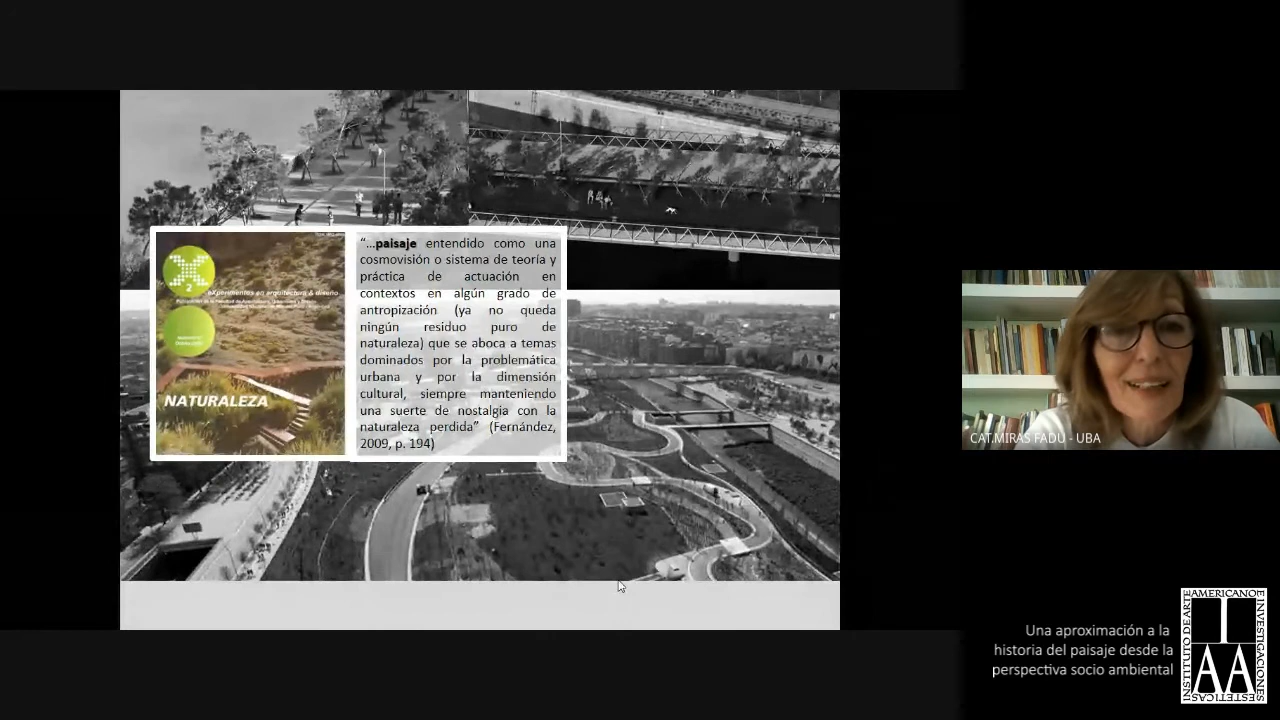 2
eXperimentos en arquitectura & diseño
NATURALEZA
“...paisaje entendido como una
cosmovisión o sistema de teoría y
práctica de actuación en
contextos en algún grado de
antropización (ya no queda
ningún residuo puro de
naturaleza) que se aboca a temas
dominados por la problemática
urbana y por la dimensión
cultural, siempre manteniendo
una suerte de nostalgia con la
naturaleza perdida” (Fernández,
2009, p. 194)
CAT.MIRAS FADU - UBA
Una aproximación a la
historia del paisaje desde la
perspectiva socio ambiental
INSTITUTO DE ARTE
AMERICANO
E INVESTIGACIONES
ESTETICAS
IAA